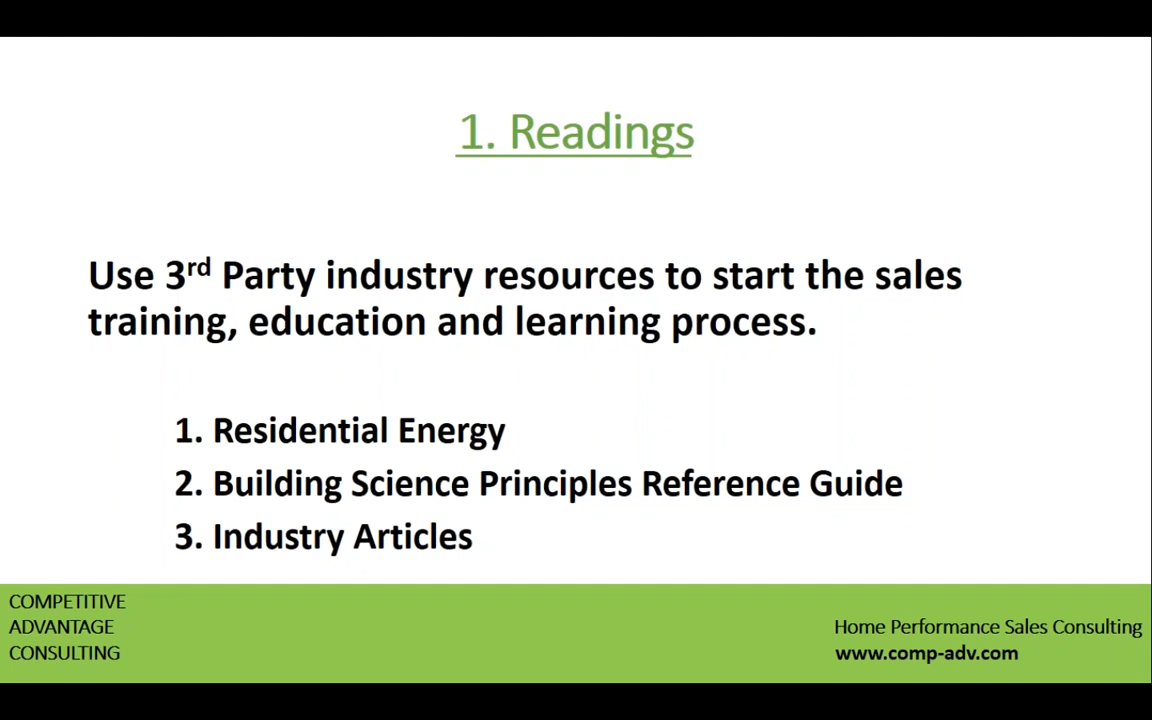 1. Readings
Use 3rd Party industry resources to start the sales
training, education and learning process.
1. Residential Energy
2. Building Science Principles Reference Guide
3. Industry Articles
COMPETITIVE
ADVANTAGE
CONSULTING
Home Performance Sales Consulting
www.comp-adv.com